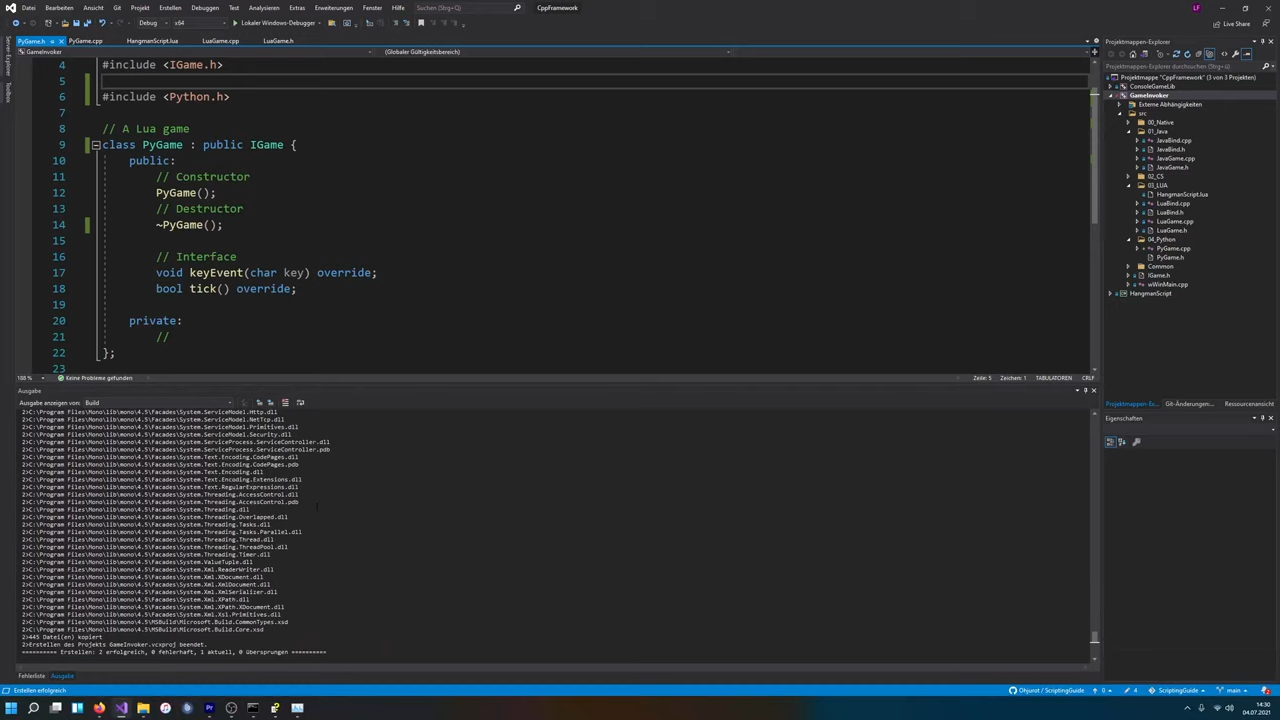 Datei Bearbeiten Ansicht Git Projekt Erstellen Debuggen Test Analysieren Extras Erweiterungen Fenster Hilfe Suchen (Strg+Ü) CppFramework LF
Debug x64 Lokaler Windows-Debugger Live Share
PyGame.h PyGame.cpp HangmanScript.lua LuaGame.cpp LuaGame.h
GameInvoker (Globaler Gültigkeitsbereich)
Server-Explorer
Toolbox
4 #include <IGame.h>
5
6 #include <Python.h>
7
8 // A Lua game
9 class PyGame : public IGame {
10 public:
11 // Constructor
12 PyGame();
13 // Destructor
14 ~PyGame();
15
16 // Interface
17 void keyEvent(char key) override;
18 bool tick() override;
19
20 private:
21 //
22 };
23
188 % Keine Probleme gefunden Zeile: 5 Zeichen: 1 TABULATOREN CRLF
Ausgabe
Ausgabe anzeigen von: Build
2>C:\Program Files\Mono\lib\mono\4.5\Facades\System.ServiceModel.Http.dll
2>C:\Program Files\Mono\lib\mono\4.5\Facades\System.ServiceModel.NetTcp.dll
2>C:\Program Files\Mono\lib\mono\4.5\Facades\System.ServiceModel.Primitives.dll
2>C:\Program Files\Mono\lib\mono\4.5\Facades\System.ServiceModel.Security.dll
2>C:\Program Files\Mono\lib\mono\4.5\Facades\System.ServiceProcess.ServiceController.dll
2>C:\Program Files\Mono\lib\mono\4.5\Facades\System.ServiceProcess.ServiceController.pdb
2>C:\Program Files\Mono\lib\mono\4.5\Facades\System.Text.Encoding.CodePages.dll
2>C:\Program Files\Mono\lib\mono\4.5\Facades\System.Text.Encoding.CodePages.pdb
2>C:\Program Files\Mono\lib\mono\4.5\Facades\System.Text.Encoding.dll
2>C:\Program Files\Mono\lib\mono\4.5\Facades\System.Text.Encoding.Extensions.dll
2>C:\Program Files\Mono\lib\mono\4.5\Facades\System.Text.RegularExpressions.dll
2>C:\Program Files\Mono\lib\mono\4.5\Facades\System.Threading.AccessControl.dll
2>C:\Program Files\Mono\lib\mono\4.5\Facades\System.Threading.AccessControl.pdb
2>C:\Program Files\Mono\lib\mono\4.5\Facades\System.Threading.dll
2>C:\Program Files\Mono\lib\mono\4.5\Facades\System.Threading.Overlapped.dll
2>C:\Program Files\Mono\lib\mono\4.5\Facades\System.Threading.Tasks.dll
2>C:\Program Files\Mono\lib\mono\4.5\Facades\System.Threading.Tasks.Parallel.dll
2>C:\Program Files\Mono\lib\mono\4.5\Facades\System.Threading.Thread.dll
2>C:\Program Files\Mono\lib\mono\4.5\Facades\System.Threading.ThreadPool.dll
2>C:\Program Files\Mono\lib\mono\4.5\Facades\System.Threading.Timer.dll
2>C:\Program Files\Mono\lib\mono\4.5\Facades\System.ValueTuple.dll
2>C:\Program Files\Mono\lib\mono\4.5\Facades\System.Xml.ReaderWriter.dll
2>C:\Program Files\Mono\lib\mono\4.5\Facades\System.Xml.XDocument.dll
2>C:\Program Files\Mono\lib\mono\4.5\Facades\System.Xml.XmlDocument.dll
2>C:\Program Files\Mono\lib\mono\4.5\Facades\System.Xml.XmlSerializer.dll
2>C:\Program Files\Mono\lib\mono\4.5\Facades\System.Xml.XPath.dll
2>C:\Program Files\Mono\lib\mono\4.5\Facades\System.Xml.XPath.XDocument.dll
2>C:\Program Files\Mono\lib\mono\4.5\Facades\System.Xml.Xsl.Primitives.dll
2>C:\Program Files\Mono\lib\mono\4.5\MSBuild\Microsoft.Build.CommonTypes.xsd
2>C:\Program Files\Mono\lib\mono\4.5\MSBuild\Microsoft.Build.Core.xsd
2>445 Datei(en) kopiert
2>Erstellen des Projekts GameInvoker.vcxproj beendet.
========== Erstellen: 2 erfolgreich, 0 fehlerhaft, 1 aktuell, 0 übersprungen ==========
Fehlerliste Ausgabe
Projektmappen-Explorer
Projektmappen-Explorer durchsuchen (Strg+ü)
Projektmappe "CppFramework" (3 von 3 Projekten)
ConsoleGameLib
GameInvoker
Externe Abhängigkeiten
src
00_Native
01_Java
JavaBind.cpp
JavaBind.h
JavaGame.cpp
JavaGame.h
02_CS
03_LUA
HangmanScript.lua
LuaBind.cpp
LuaBind.h
LuaGame.cpp
LuaGame.h
04_Python
PyGame.cpp
PyGame.h
Common
IGame.h
wWinMain.cpp
HangmanScript
Projektmappen-Ex... Git-Änderungen... Ressourcenansicht
Eigenschaften
Erstellen erfolgreich Ohjurot / ScriptingGuide 0 4 ScriptingGuide main 2
14:30
04.07.2021